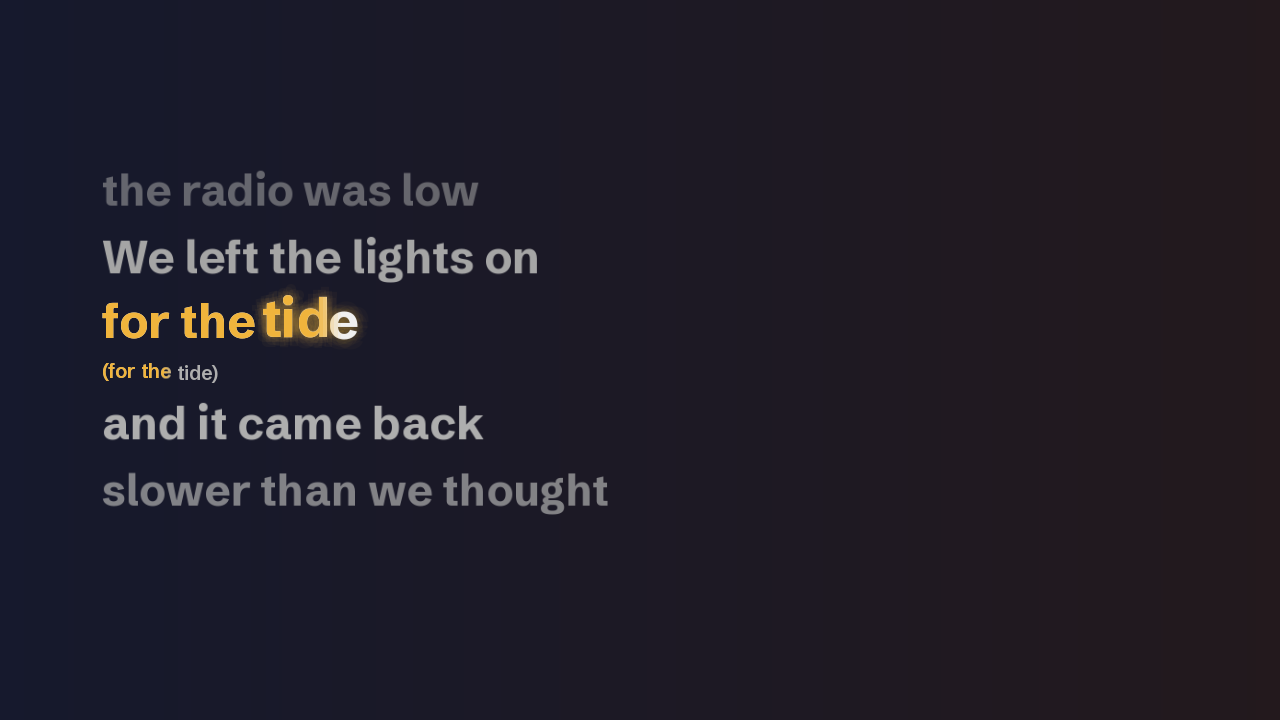 the radio was low
We left the lights on
for the tide
(for the tide)
and it came back
slower than we thought